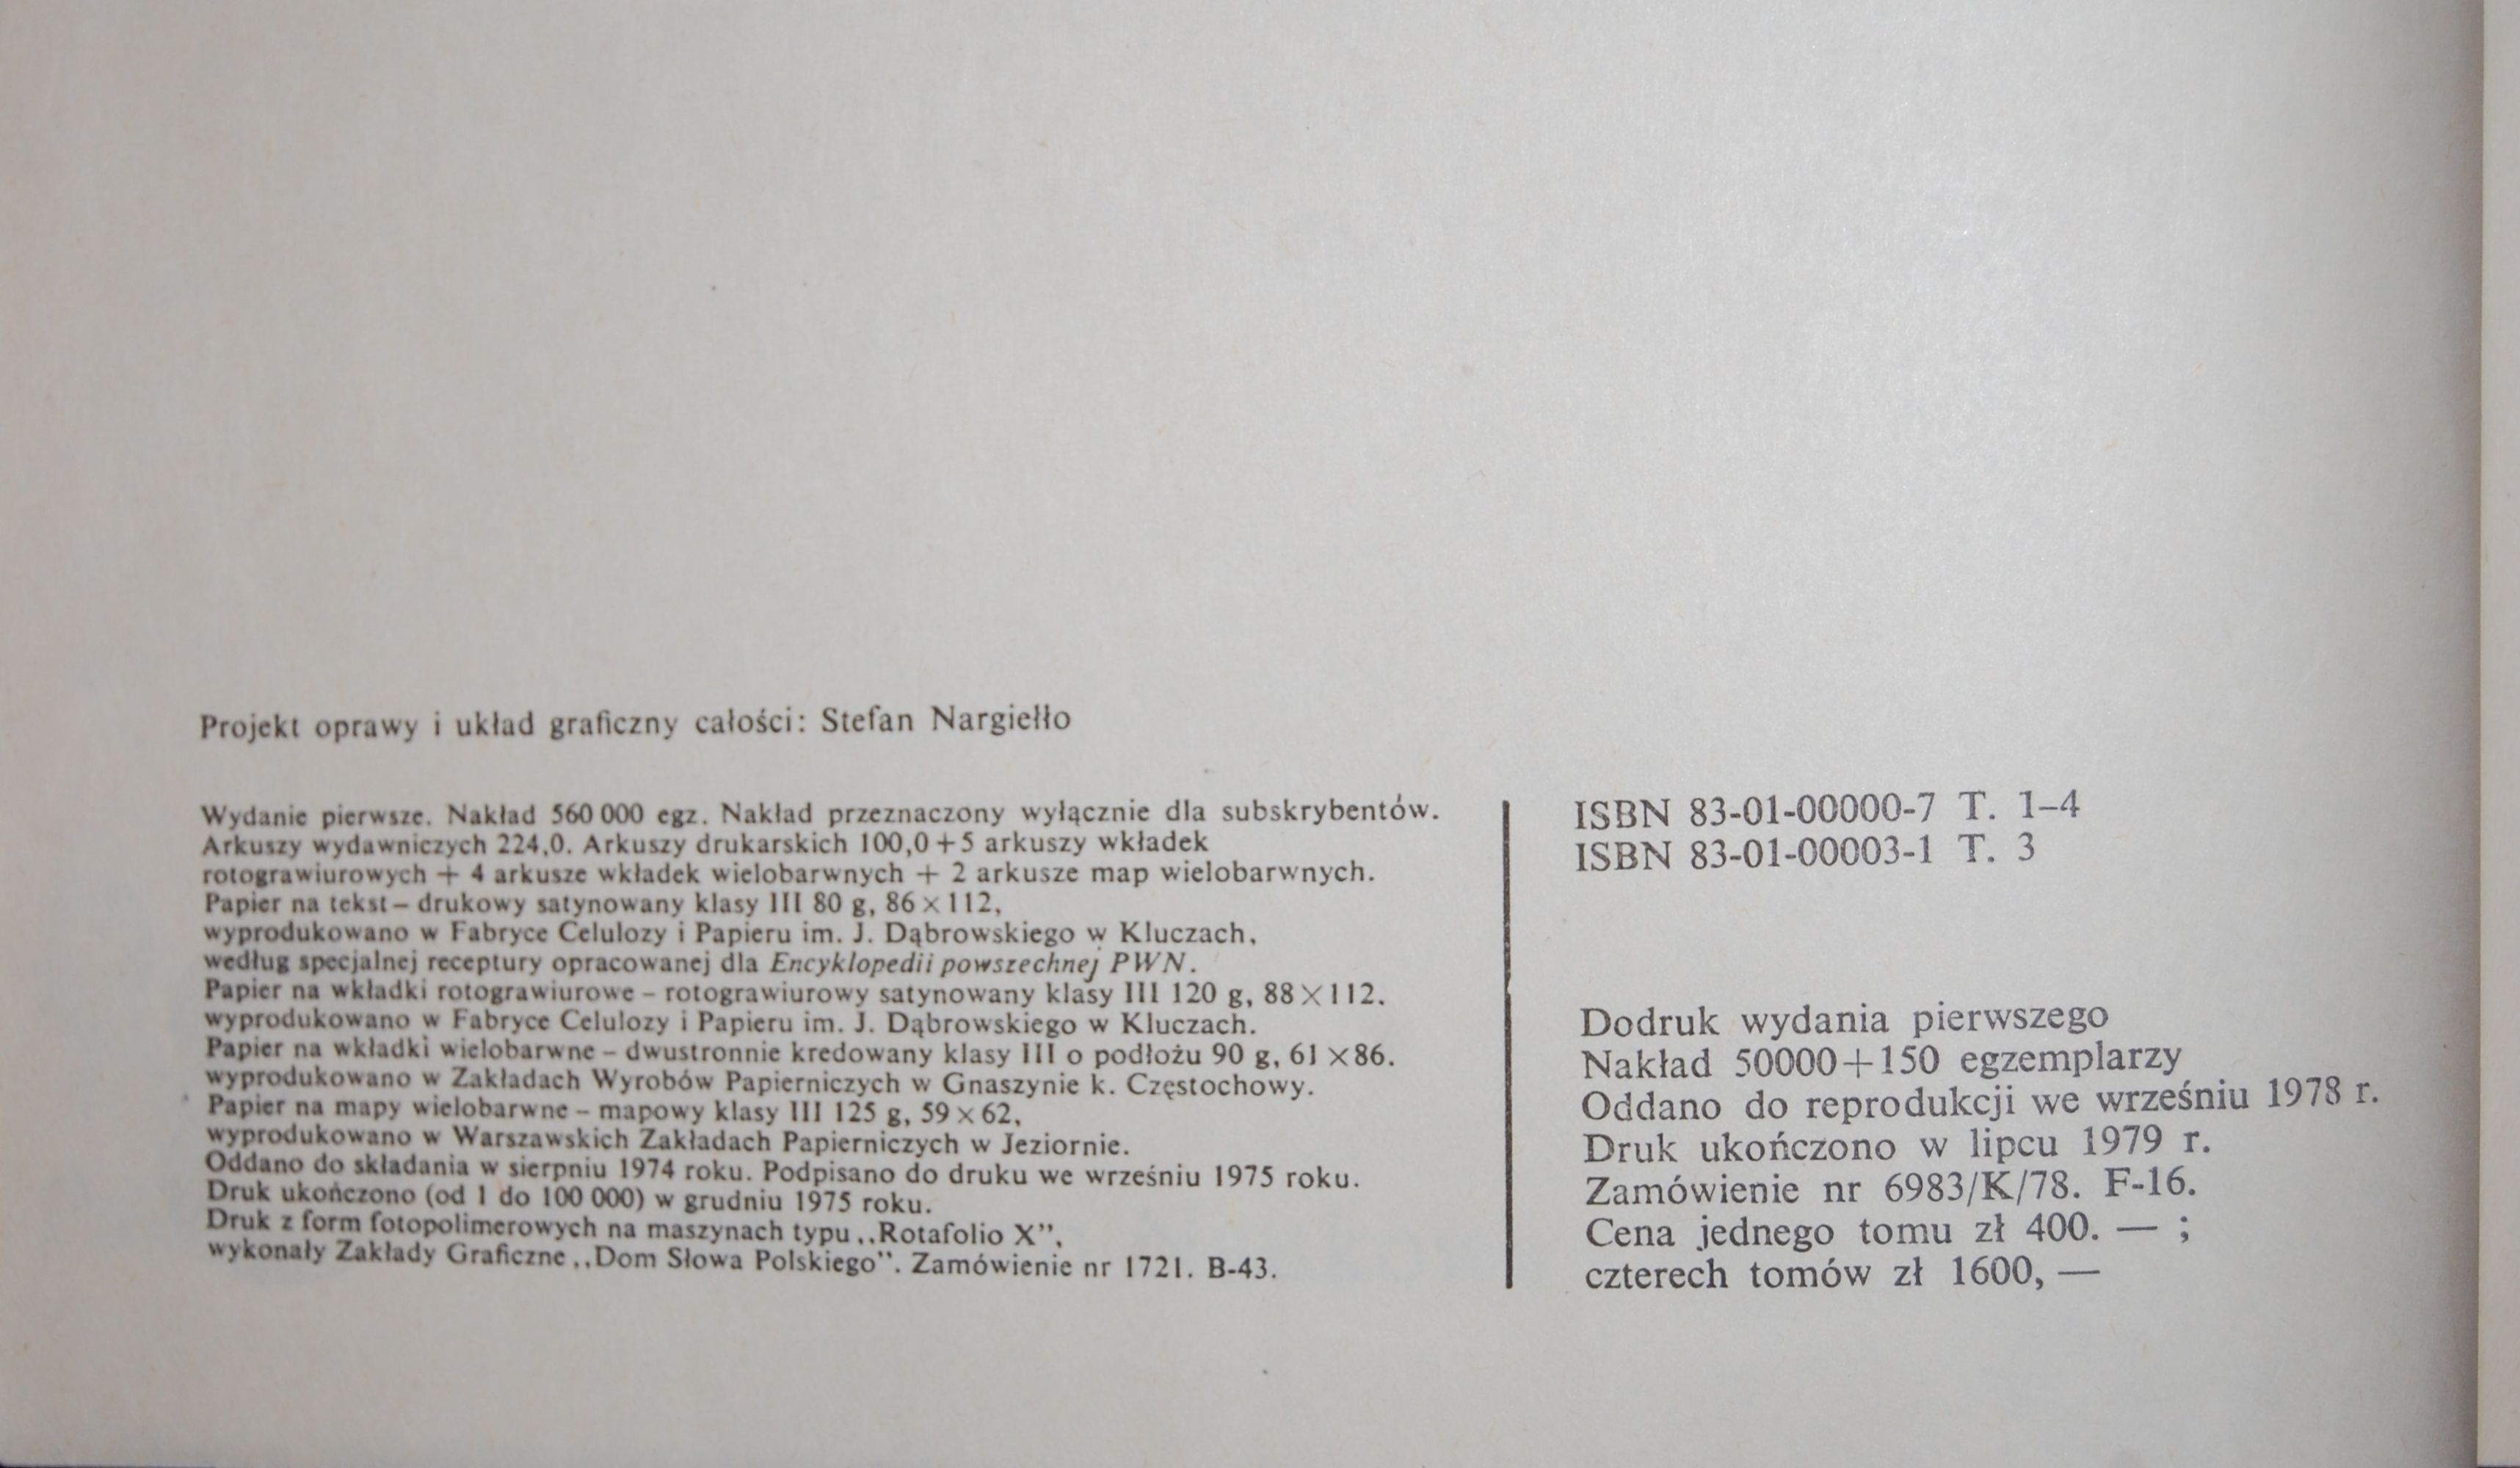 Projekt oprawy i układ graficzny całości: Stefan Nargiełło
Wydanie pierwsze. Nakład 560 000 egz. Nakład przeznaczony wyłącznie dla subskrybentów.
Arkuszy wydawniczych 224,0. Arkuszy drukarskich 100,0+5 arkuszy wkładek
rotograwiurowych + 4 arkusze wkładek wielobarwnych + 2 arkusze map wielobarwnych.
Papier na tekst – drukowy satynowany klasy III 80 g, 86×112,
wyprodukowano w Fabryce Celulozy i Papieru im. J. Dąbrowskiego w Kluczach,
według specjalnej receptury opracowanej dla Encyklopedii powszechnej PWN.
Papier na wkładki rotograwiurowe – rotograwiurowy satynowany klasy III 120 g, 88×112.
wyprodukowano w Fabryce Celulozy i Papieru im. J. Dąbrowskiego w Kluczach.
Papier na wkładki wielobarwne – dwustronnie kredowany klasy III o podłożu 90 g, 61×86.
wyprodukowano w Zakładach Wyrobów Papierniczych w Gnaszynie k. Częstochowy.
Papier na mapy wielobarwne – mapowy klasy III 125 g, 59×62,
wyprodukowano w Warszawskich Zakładach Papierniczych w Jeziornie.
Oddano do składania w sierpniu 1974 roku. Podpisano do druku we wrześniu 1975 roku.
Druk ukończono (od 1 do 100 000) w grudniu 1975 roku.
Druk z form fotopolimerowych na maszynach typu ,,Rotafolio X”,
wykonały Zakłady Graficzne ,,Dom Słowa Polskiego”. Zamówienie nr 1721. B-43.
ISBN 83-01-00000-7 T. 1–4
ISBN 83-01-00003-1 T. 3
Dodruk wydania pierwszego
Nakład 50000+150 egzemplarzy
Oddano do reprodukcji we wrześniu 1978 r.
Druk ukończono w lipcu 1979 r.
Zamówienie nr 6983/K/78. F-16.
Cena jednego tomu zł 400. — ;
czterech tomów zł 1600, —